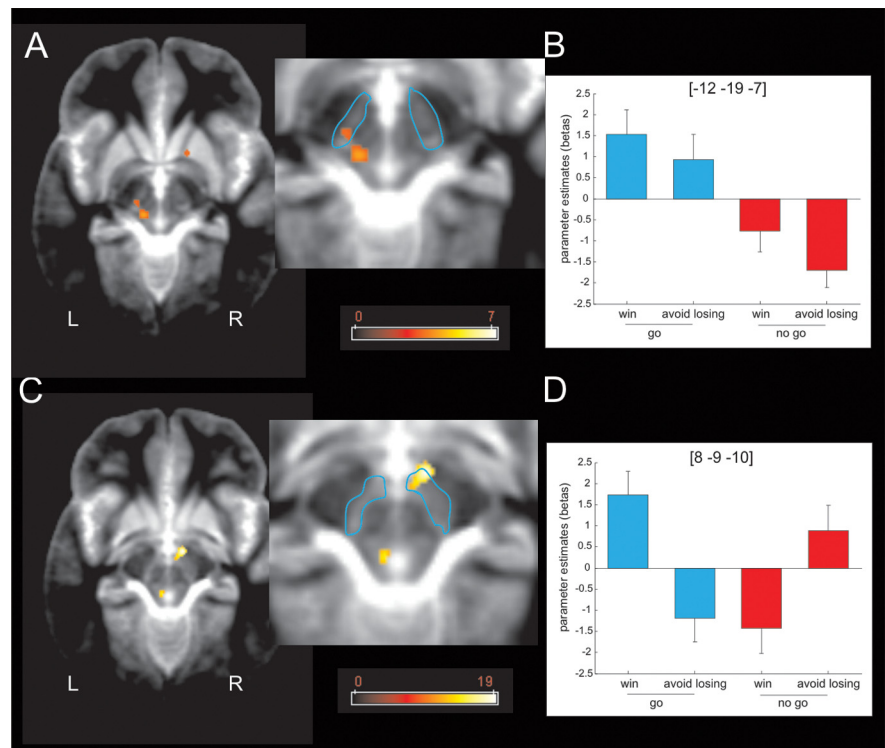 A
L
R
0 7
B
[-12 -19 -7]
parameter estimates (betas)
2.5
2
1.5
1
0.5
0
-0.5
-1
-1.5
-2
-2.5
win avoid losing win avoid losing
go no go
C
L
R
0 19
D
[8 -9 -10]
parameter estimates (betas)
2.5
2
1.5
1
0.5
0
-0.5
-1
-1.5
-2
-2.5
win avoid losing win avoid losing
go no go